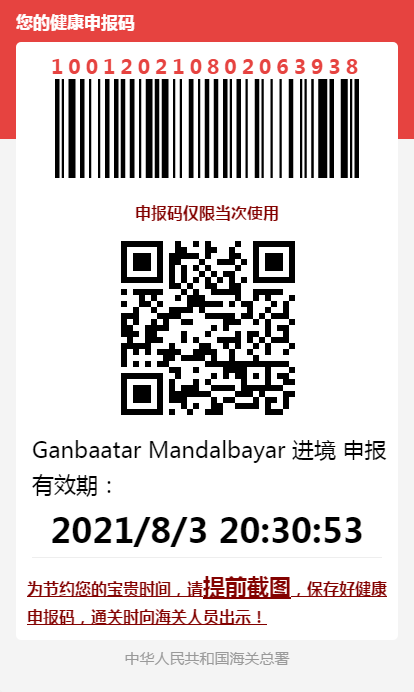 您的健康申报码
100120210802063938
申报码仅限当次使用
Ganbaatar Mandalbayar 进境 申报
有效期：
2021/8/3 20:30:53
为节约您的宝贵时间，请提前截图，保存好健康
申报码，通关时向海关人员出示！
中华人民共和国海关总署